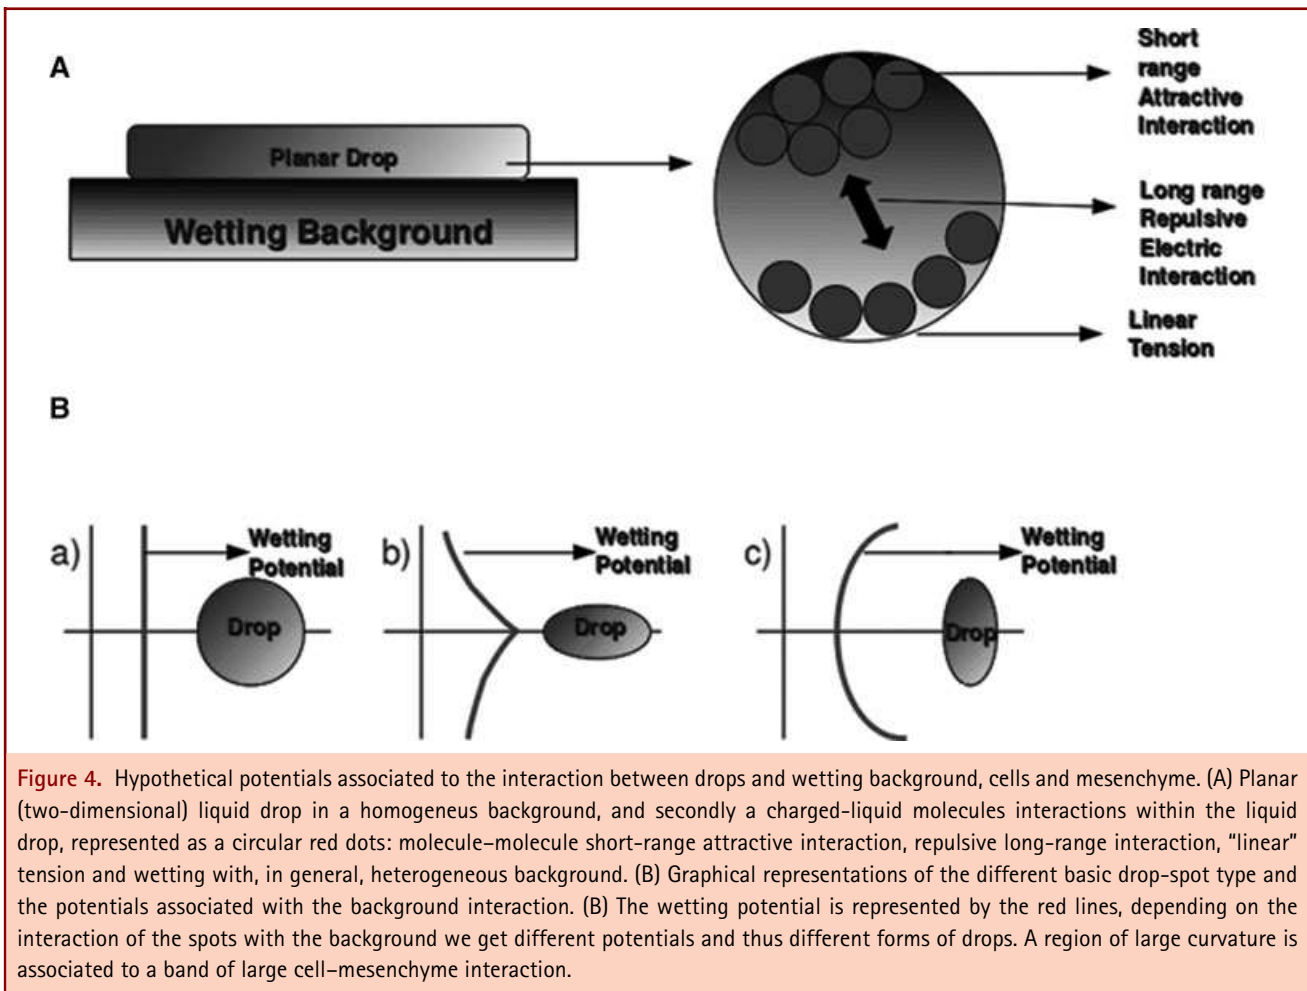 A
Planar Drop
Wetting Background
Short
range
Attractive
Interaction
Long range
Repulsive
Electric
Interaction
Linear
Tension
B
a)
Wetting
Potential
Drop
b)
Wetting
Potential
Drop
c)
Wetting
Potential
Drop
Figure 4. Hypothetical potentials associated to the interaction between drops and wetting background, cells and mesenchyme. (A) Planar
(two-dimensional) liquid drop in a homogeneus background, and secondly a charged-liquid molecules interactions within the liquid
drop, represented as a circular red dots: molecule–molecule short-range attractive interaction, repulsive long-range interaction, “linear”
tension and wetting with, in general, heterogeneous background. (B) Graphical representations of the different basic drop-spot type and
the potentials associated with the background interaction. (B) The wetting potential is represented by the red lines, depending on the
interaction of the spots with the background we get different potentials and thus different forms of drops. A region of large curvature is
associated to a band of large cell–mesenchyme interaction.